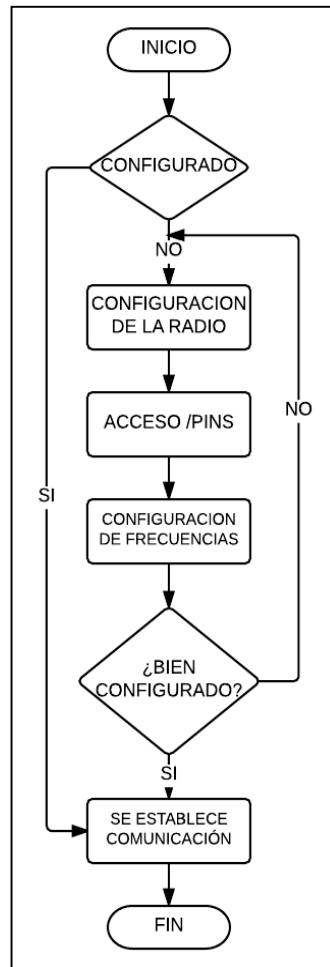 INICIO
CONFIGURADO
NO
CONFIGURACION
DE LA RADIO
ACCESO /PINS
NO
SI
CONFIGURACION
DE FRECUENCIAS
¿BIEN
CONFIGURADO?
SI
SE ESTABLECE
COMUNICACIÓN
FIN